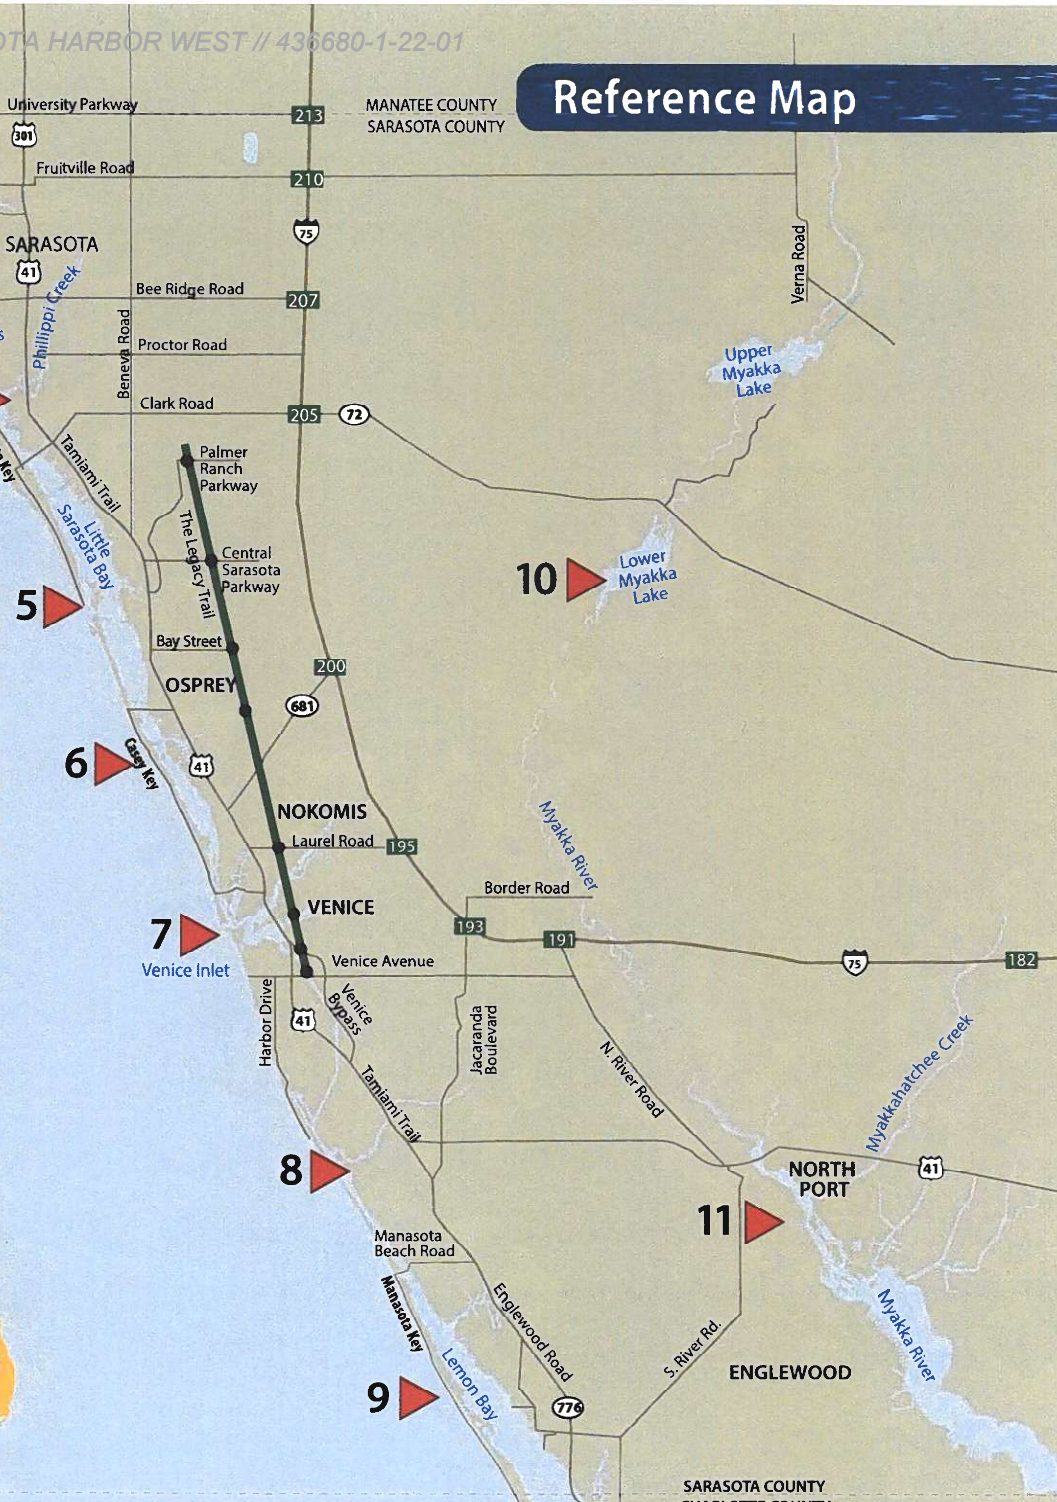 OTA HARBOR WEST // 436680-1-22-01
Reference Map
University Parkway
213
MANATEE COUNTY
SARASOTA COUNTY
301
Fruitville Road
210
75
Verna Road
SARASOTA
41
Phillippi Creek
Bee Ridge Road
207
Beneva Road
Proctor Road
Upper
Myakka
Lake
Clark Road
205
72
Tamiami Trail
Key
Palmer
Ranch
Parkway
Little
Sarasota Bay
The Legacy Trail
Central
Sarasota
Parkway
10
Lower
Myakka
Lake
5
Bay Street
200
OSPREY
681
6
Casey Key
41
NOKOMIS
Laurel Road
195
Myakka River
Border Road
VENICE
193
191
7
Venice Inlet
Venice Avenue
75
182
Harbor Drive
41
Venice
Bypass
Jacaranda
Boulevard
N. River Road
Myakkahatchee Creek
Tamiami Trail
8
NORTH
PORT
41
11
Manasota
Beach Road
Manasota Key
Englewood Road
S. River Rd.
Myakka River
Lemon Bay
ENGLEWOOD
9
776
SARASOTA COUNTY